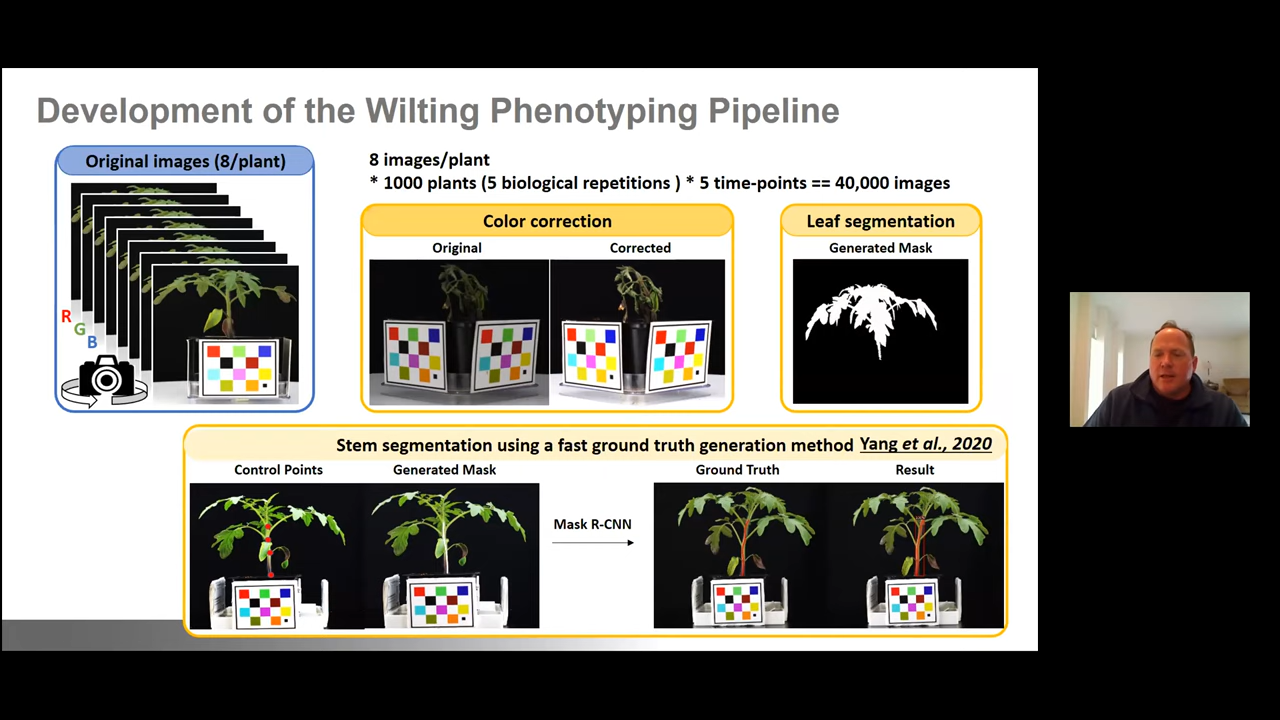 Development of the Wilting Phenotyping Pipeline
Original images (8/plant)
R
G
B
8 images/plant
* 1000 plants (5 biological repetitions ) * 5 time-points == 40,000 images
Color correction
Original
Corrected
Leaf segmentation
Generated Mask
Stem segmentation using a fast ground truth generation method Yang et al., 2020
Control Points
Generated Mask
Mask R-CNN
Ground Truth
Result